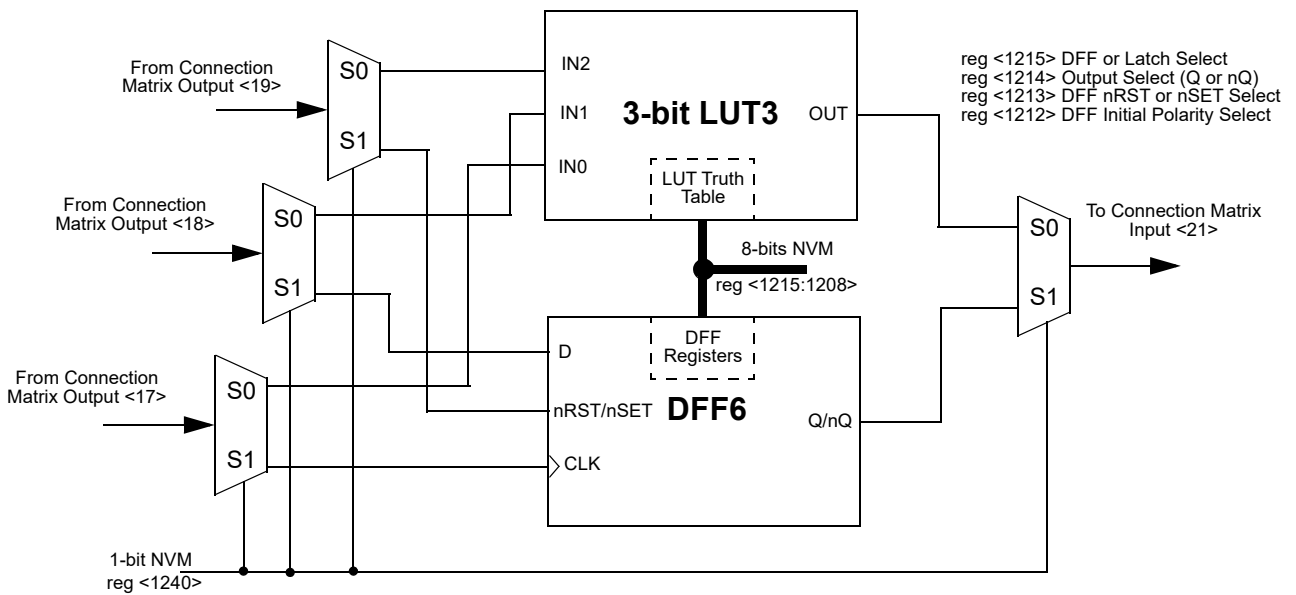 From Connection
Matrix Output <19>
S0
S1
IN2
IN1
IN0
3-bit LUT3
OUT
LUT Truth
Table
reg <1215> DFF or Latch Select
reg <1214> Output Select (Q or nQ)
reg <1213> DFF nRST or nSET Select
reg <1212> DFF Initial Polarity Select
From Connection
Matrix Output <18>
S0
S1
8-bits NVM
reg <1215:1208>
S0
S1
To Connection Matrix
Input <21>
From Connection
Matrix Output <17>
S0
S1
D
nRST/nSET
CLK
DFF
Registers
DFF6
Q/nQ
1-bit NVM
reg <1240>